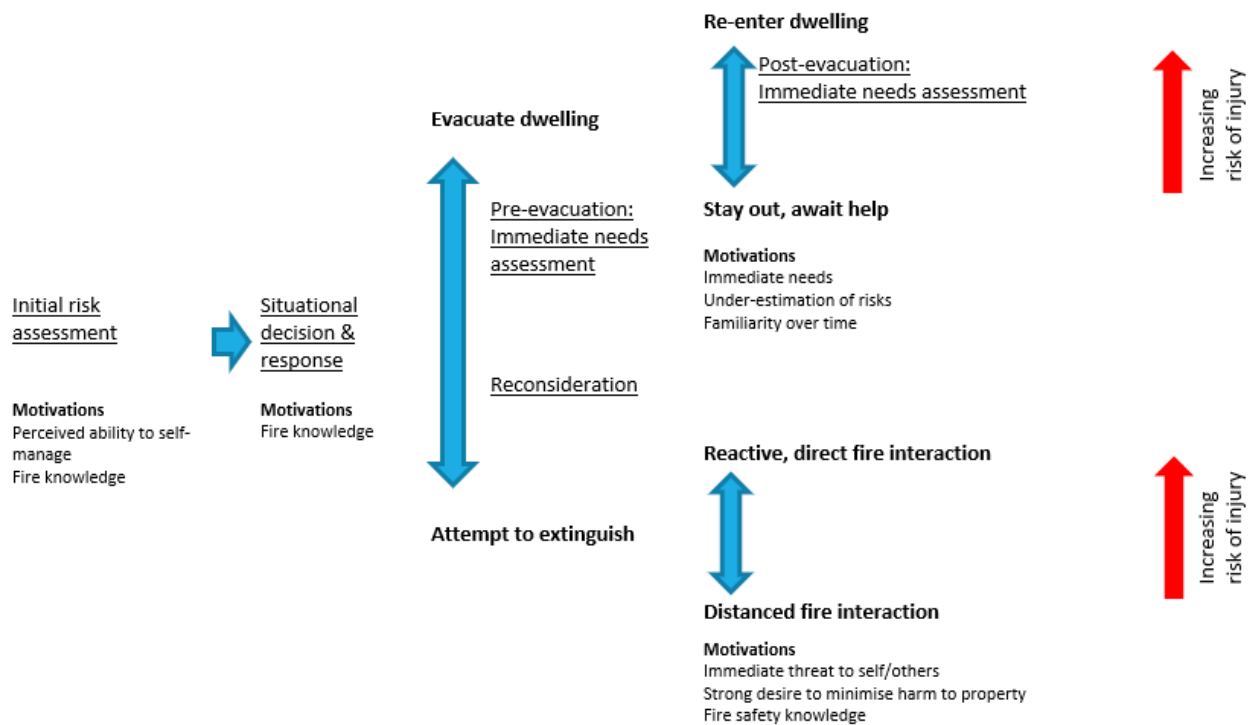 Initial risk
assessment
Motivations
Perceived ability to self-
manage
Fire knowledge
Situational
decision &
response
Motivations
Fire knowledge
Evacuate dwelling
Pre-evacuation:
Immediate needs
assessment
Reconsideration
Attempt to extinguish
Re-enter dwelling
Post-evacuation:
Immediate needs assessment
Stay out, await help
Motivations
Immediate needs
Under-estimation of risks
Familiarity over time
Increasing
risk of injury
Reactive, direct fire interaction
Distanced fire interaction
Motivations
Immediate threat to self/others
Strong desire to minimise harm to property
Fire safety knowledge
Increasing
risk of injury